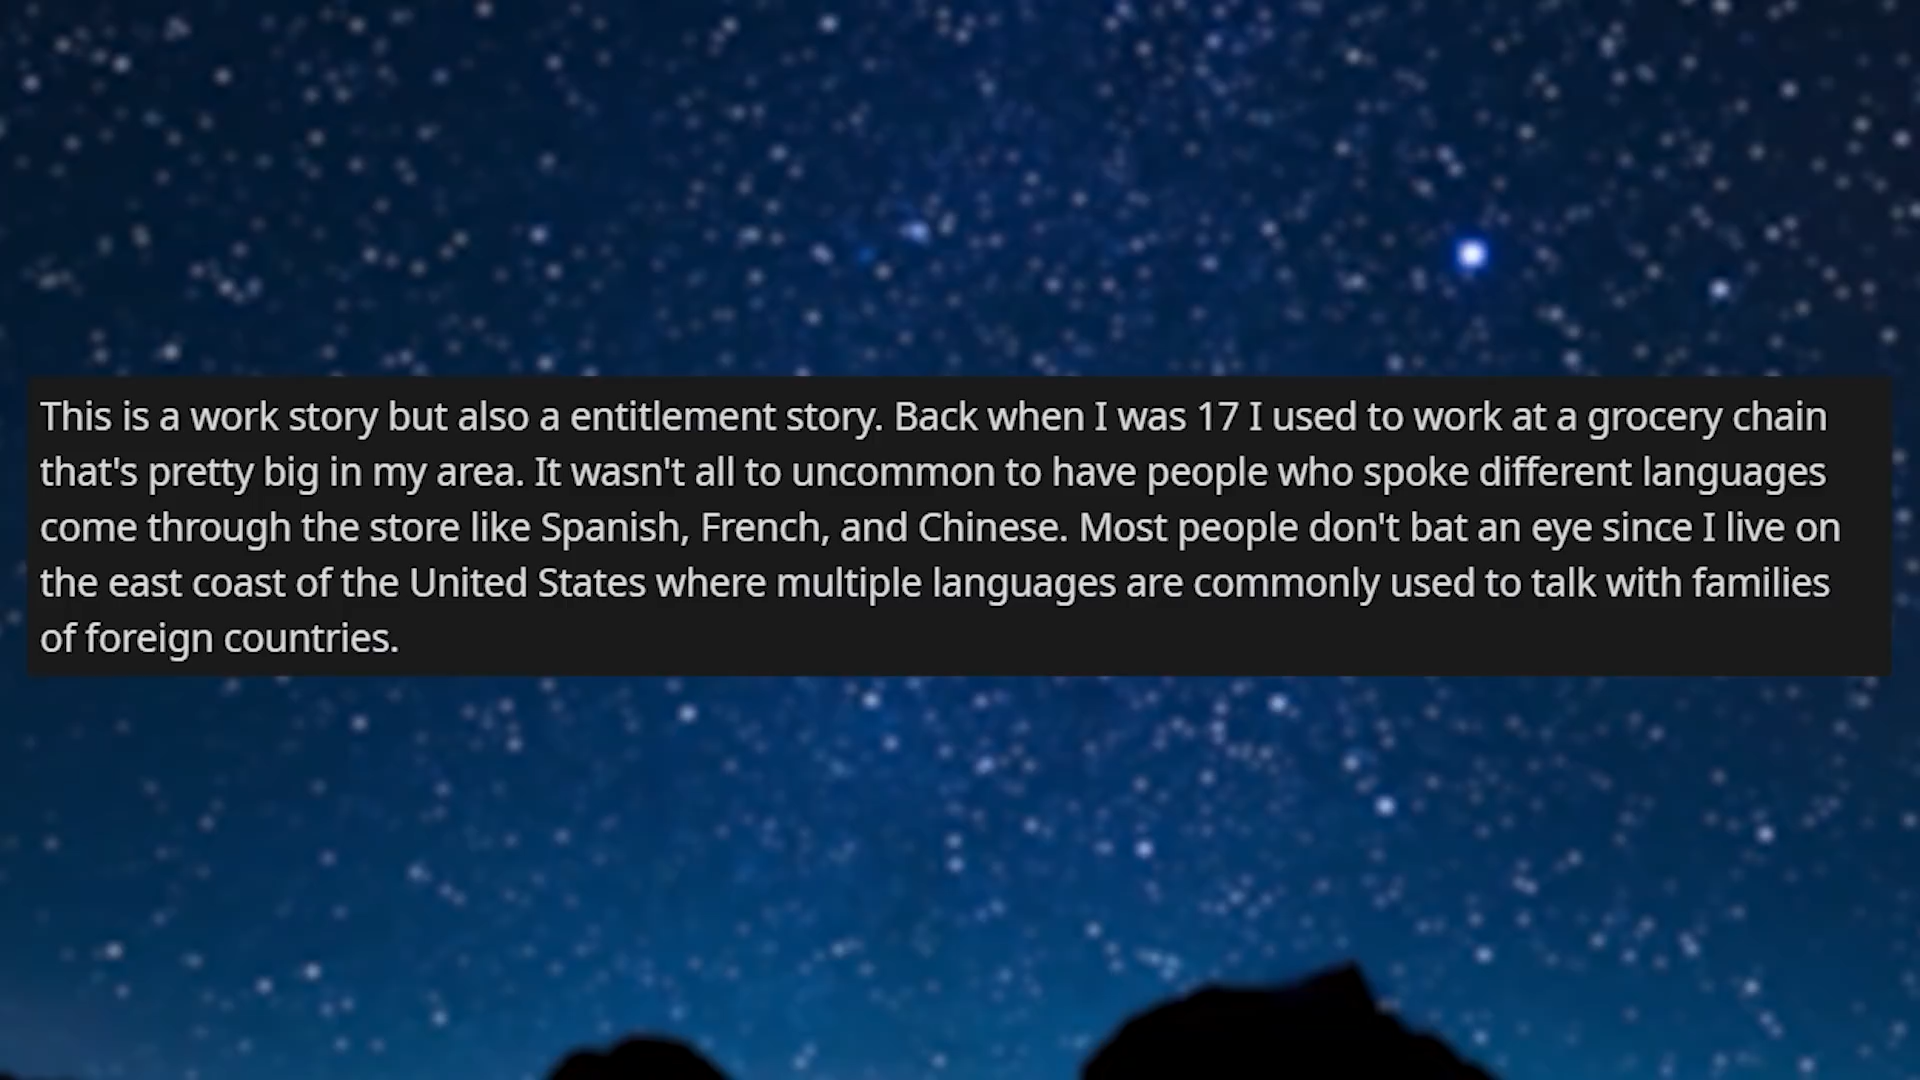 This is a work story but also a entitlement story. Back when I was 17 I used to work at a grocery chain
that's pretty big in my area. It wasn't all to uncommon to have people who spoke different languages
come through the store like Spanish, French, and Chinese. Most people don't bat an eye since I live on
the east coast of the United States where multiple languages are commonly used to talk with families
of foreign countries.